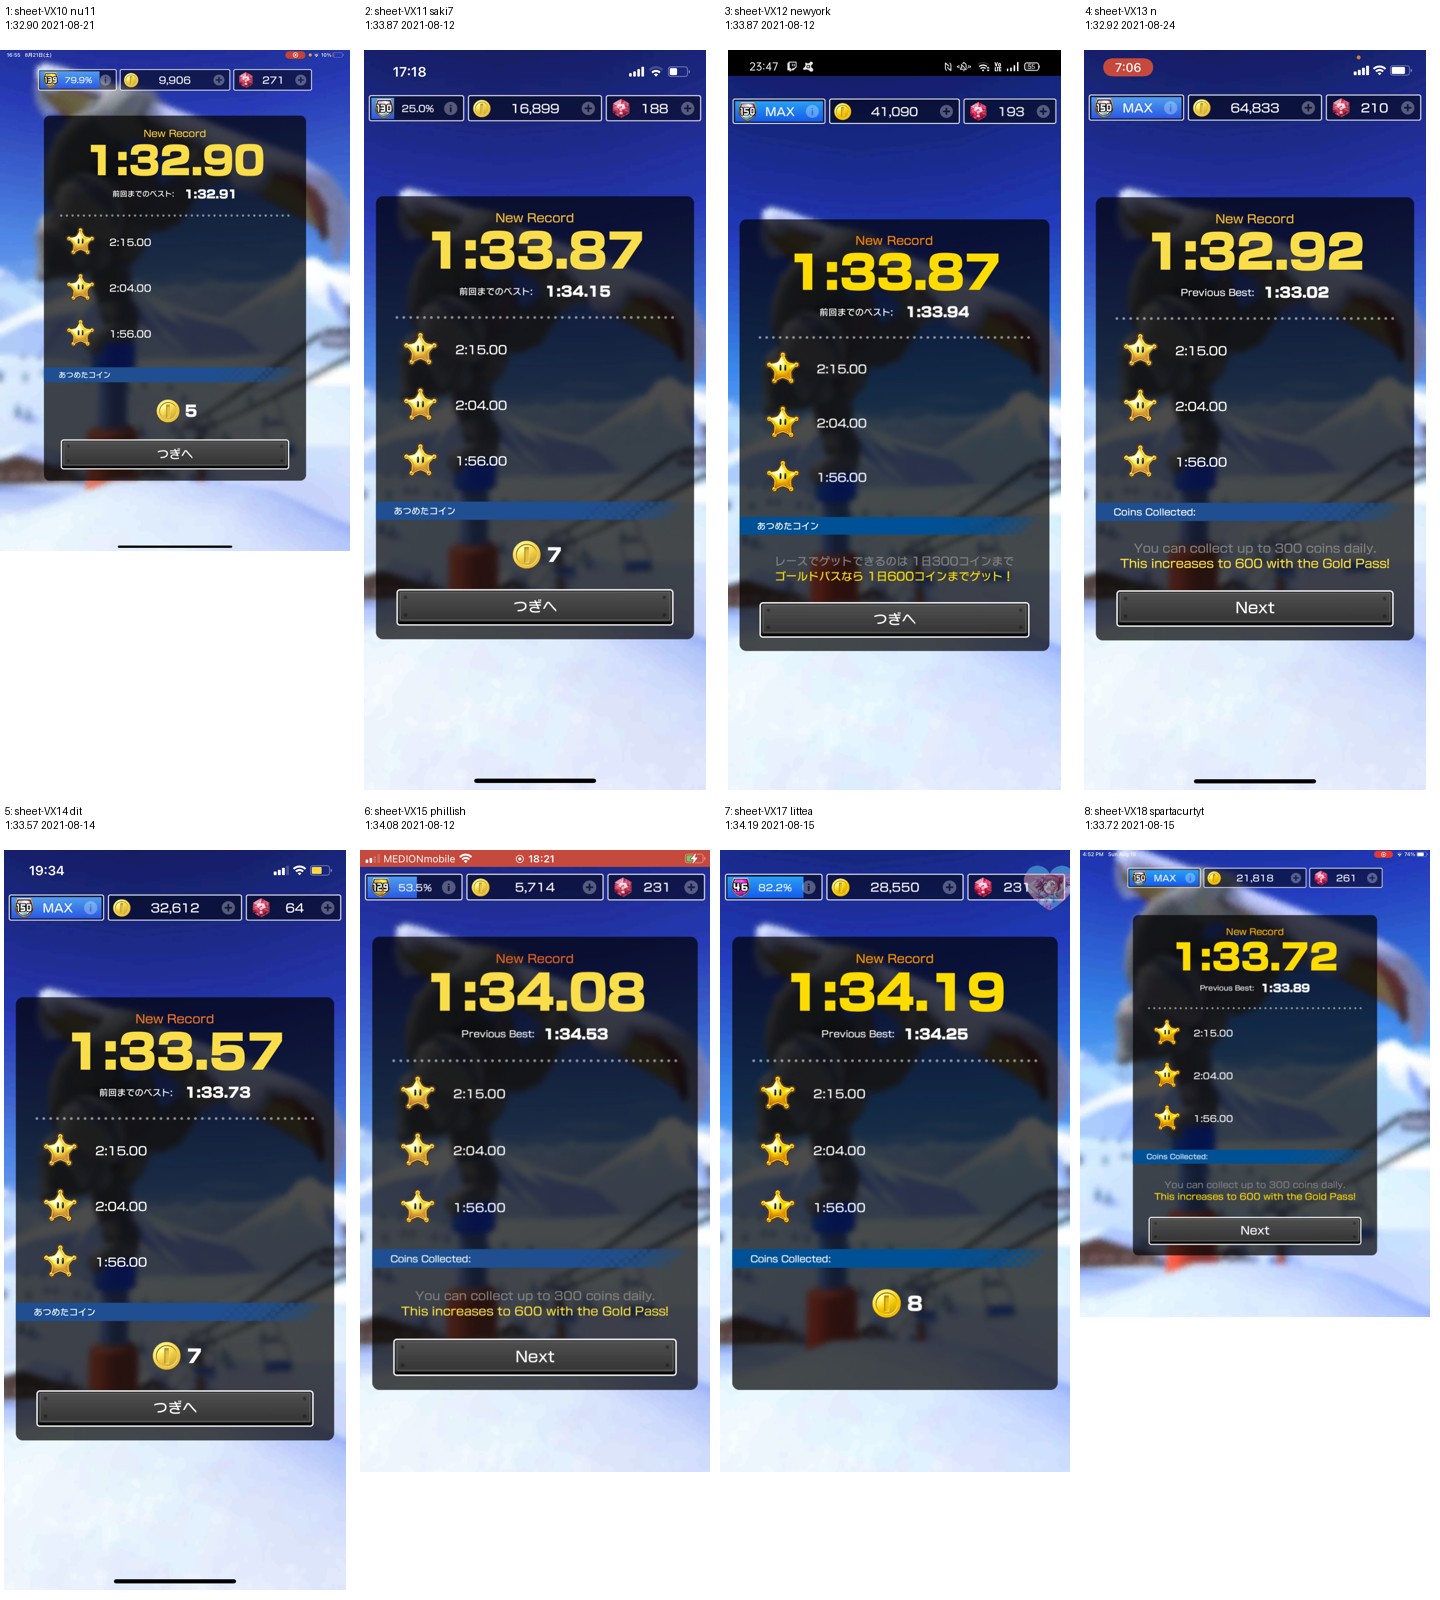 1: sheet-VX10 nu11
1:32.90 2021-08-21
16:55 8月21日(土)
10%
139 79.9% i
9,906
271
New Record
1:32.90
前回までのベスト: 1:32.91
2:15.00
2:04.00
1:56.00
あつめたコイン
5
つぎへ
2: sheet-VX11 saki7
1:33.87 2021-08-12
17:18
130 25.0% i
16,899
188
New Record
1:33.87
前回までのベスト: 1:34.15
2:15.00
2:04.00
1:56.00
あつめたコイン
7
つぎへ
3: sheet-VX12 newyork
1:33.87 2021-08-12
23:47
55
150 MAX i
41,090
193
New Record
1:33.87
前回までのベスト: 1:33.94
2:15.00
2:04.00
1:56.00
あつめたコイン
レースでゲットできるのは 1日300コインまで
ゴールドパスなら 1日600コインまでゲット!
つぎへ
4: sheet-VX13 n
1:32.92 2021-08-24
7:06
150 MAX i
64,833
210
New Record
1:32.92
Previous Best: 1:33.02
2:15.00
2:04.00
1:56.00
Coins Collected:
You can collect up to 300 coins daily.
This increases to 600 with the Gold Pass!
Next
5: sheet-VX14 dit
1:33.57 2021-08-14
19:34
150 MAX i
32,612
64
New Record
1:33.57
前回までのベスト: 1:33.73
2:15.00
2:04.00
1:56.00
あつめたコイン
7
つぎへ
6: sheet-VX15 phillish
1:34.08 2021-08-12
MEDIONmobile 18:21
129 53.5% i
5,714
231
New Record
1:34.08
Previous Best: 1:34.53
2:15.00
2:04.00
1:56.00
Coins Collected:
You can collect up to 300 coins daily.
This increases to 600 with the Gold Pass!
Next
7: sheet-VX17 littea
1:34.19 2021-08-15
46 82.2% i
28,550
231
New Record
1:34.19
Previous Best: 1:34.25
2:15.00
2:04.00
1:56.00
Coins Collected:
8
8: sheet-VX18 spartacurtyt
1:33.72 2021-08-15
4:52 PM
74%
150 MAX i
21,818
261
New Record
1:33.72
Previous Best: 1:33.89
2:15.00
2:04.00
1:56.00
Coins Collected:
You can collect up to 300 coins daily.
This increases to 600 with the Gold Pass!
Next